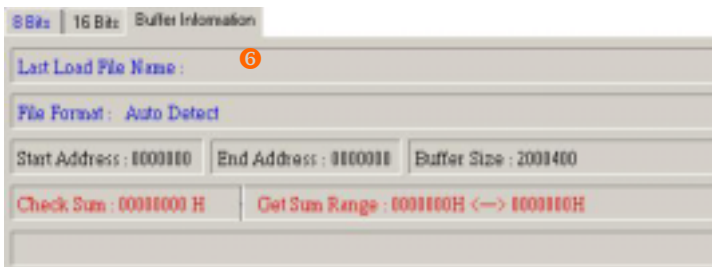 8 Bits 16 Bits Buffer Information
6
Last Load File Name :
File Format : Auto Detect
Start Address : 0000000 End Address : 0000000 Buffer Size : 2000400
Check Sum : 00000000 H Get Sum Range : 0000000H <--> 0000000H